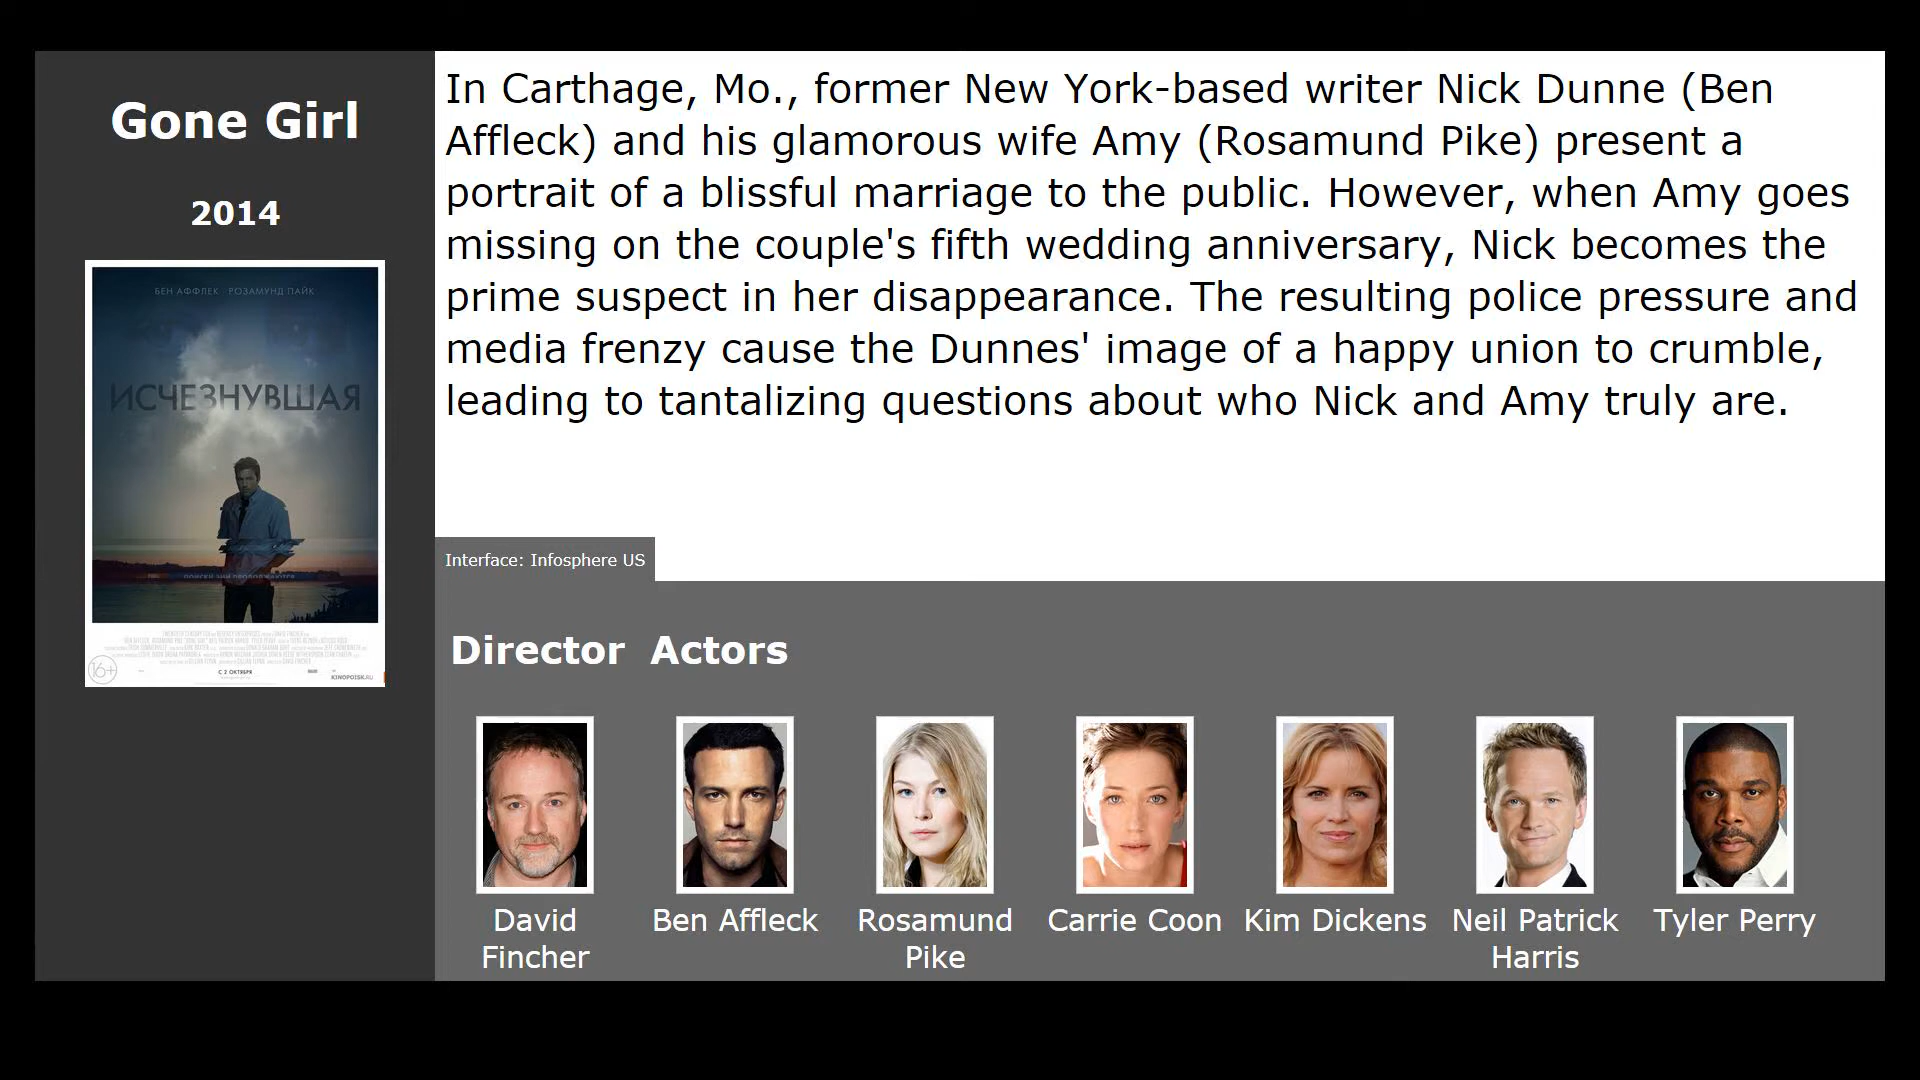 Gone Girl
2014
БЕН АФФЛЕК РОЗАМУНД ПАЙК
ИСЧЕЗНУВШАЯ
16+
С 2 ОКТЯБРЯ
KINOPOISK.RU
In Carthage, Mo., former New York-based writer Nick Dunne (Ben
Affleck) and his glamorous wife Amy (Rosamund Pike) present a
portrait of a blissful marriage to the public. However, when Amy goes
missing on the couple's fifth wedding anniversary, Nick becomes the
prime suspect in her disappearance. The resulting police pressure and
media frenzy cause the Dunnes' image of a happy union to crumble,
leading to tantalizing questions about who Nick and Amy truly are.
Interface: Infosphere US
Director Actors
David
Fincher
Ben Affleck
Rosamund
Pike
Carrie Coon
Kim Dickens
Neil Patrick
Harris
Tyler Perry